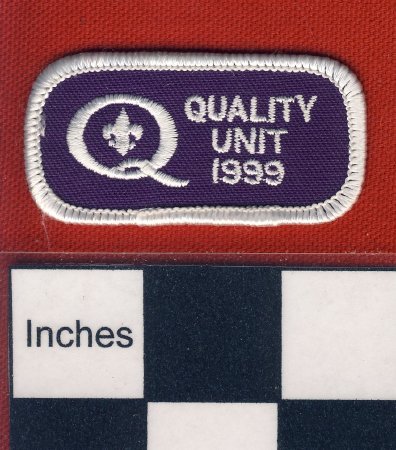 Q
QUALITY
UNIT
1999
Inches